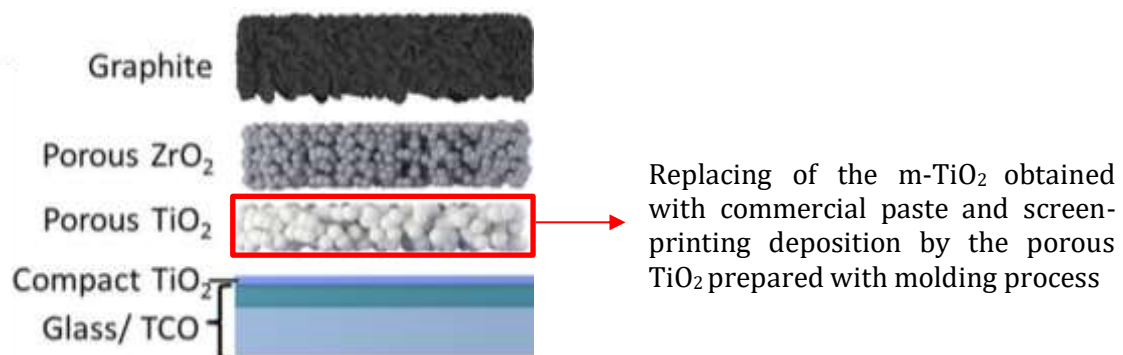 Graphite
Porous ZrO₂
Porous TiO₂
Compact TiO₂
Glass/ TCO
Replacing of the m-TiO₂ obtained
with commercial paste and screen-
printing deposition by the porous
TiO₂ prepared with molding process